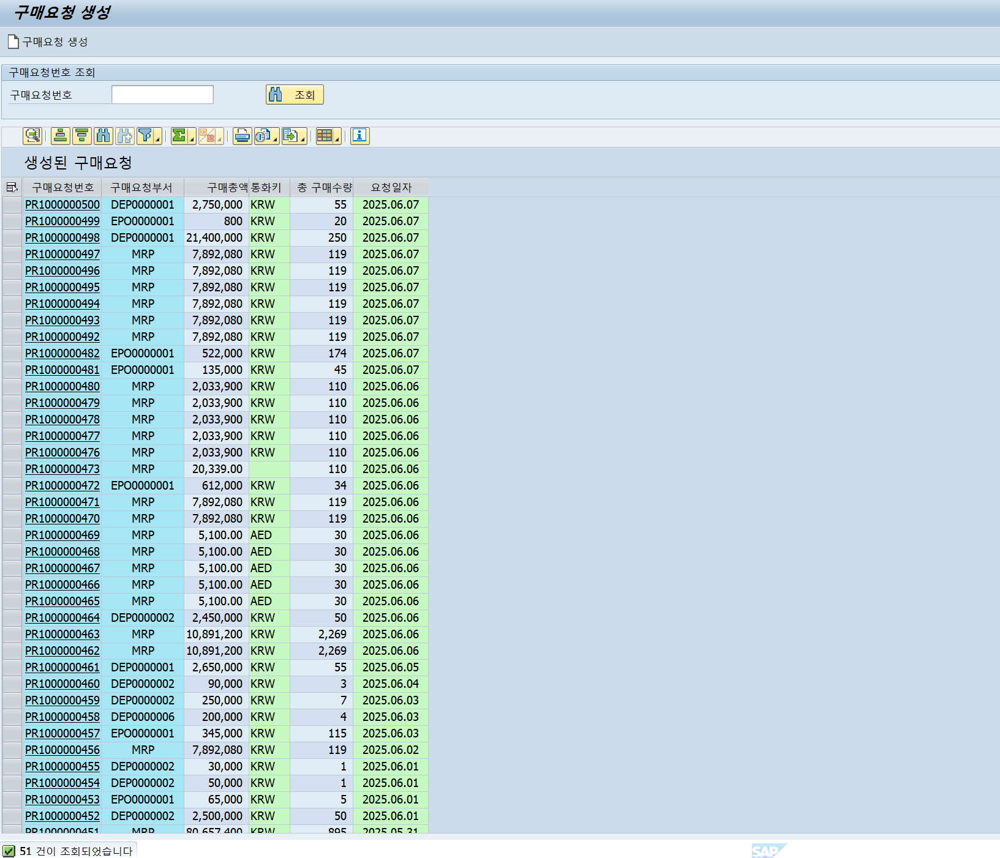 구매요청 생성
구매요청 생성
구매요청번호 조회
구매요청번호 조회
생성된 구매요청
구매요청번호 구매요청부서 구매총액 통화키 총 구매수량 요청일자
PR1000000500 DEP0000001 2,750,000 KRW 55 2025.06.07
PR1000000499 EPO0000001 800 KRW 20 2025.06.07
PR1000000498 DEP0000001 21,400,000 KRW 250 2025.06.07
PR1000000497 MRP 7,892,080 KRW 119 2025.06.07
PR1000000496 MRP 7,892,080 KRW 119 2025.06.07
PR1000000495 MRP 7,892,080 KRW 119 2025.06.07
PR1000000494 MRP 7,892,080 KRW 119 2025.06.07
PR1000000493 MRP 7,892,080 KRW 119 2025.06.07
PR1000000492 MRP 7,892,080 KRW 119 2025.06.07
PR1000000482 EPO0000001 522,000 KRW 174 2025.06.07
PR1000000481 EPO0000001 135,000 KRW 45 2025.06.07
PR1000000480 MRP 2,033,900 KRW 110 2025.06.06
PR1000000479 MRP 2,033,900 KRW 110 2025.06.06
PR1000000478 MRP 2,033,900 KRW 110 2025.06.06
PR1000000477 MRP 2,033,900 KRW 110 2025.06.06
PR1000000476 MRP 2,033,900 KRW 110 2025.06.06
PR1000000473 MRP 20,339.00 110 2025.06.06
PR1000000472 EPO0000001 612,000 KRW 34 2025.06.06
PR1000000471 MRP 7,892,080 KRW 119 2025.06.06
PR1000000470 MRP 7,892,080 KRW 119 2025.06.06
PR1000000469 MRP 5,100.00 AED 30 2025.06.06
PR1000000468 MRP 5,100.00 AED 30 2025.06.06
PR1000000467 MRP 5,100.00 AED 30 2025.06.06
PR1000000466 MRP 5,100.00 AED 30 2025.06.06
PR1000000465 MRP 5,100.00 AED 30 2025.06.06
PR1000000464 DEP0000002 2,450,000 KRW 50 2025.06.06
PR1000000463 MRP 10,891,200 KRW 2,269 2025.06.06
PR1000000462 MRP 10,891,200 KRW 2,269 2025.06.06
PR1000000461 DEP0000001 2,650,000 KRW 55 2025.06.05
PR1000000460 DEP0000002 90,000 KRW 3 2025.06.04
PR1000000459 DEP0000002 250,000 KRW 7 2025.06.03
PR1000000458 DEP0000006 200,000 KRW 4 2025.06.03
PR1000000457 EPO0000001 345,000 KRW 115 2025.06.03
PR1000000456 MRP 7,892,080 KRW 119 2025.06.02
PR1000000455 DEP0000002 30,000 KRW 1 2025.06.01
PR1000000454 DEP0000002 50,000 KRW 1 2025.06.01
PR1000000453 EPO0000001 65,000 KRW 5 2025.06.01
PR1000000452 DEP0000002 2,500,000 KRW 50 2025.06.01
PR1000000451 MRP 80,657,400 KRW 895 2025.05.31
51 건이 조회되었습니다
SAP